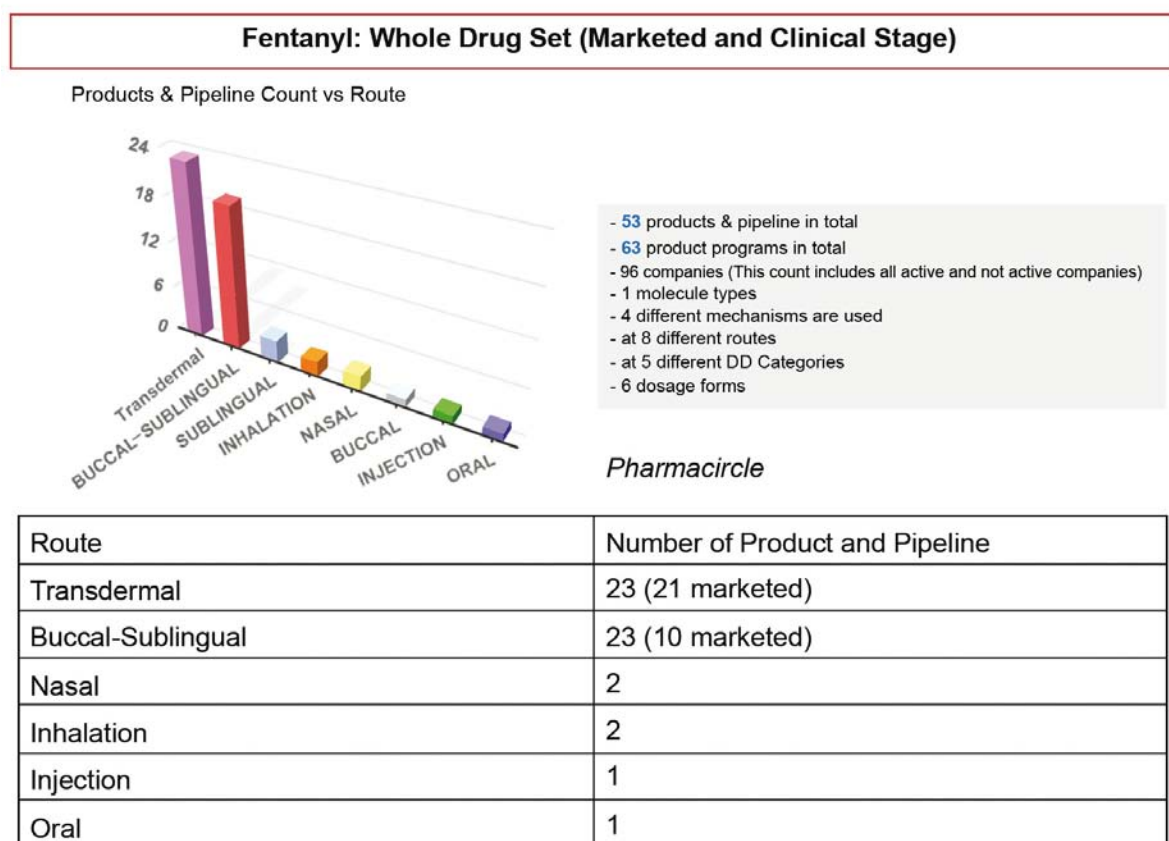 Fentanyl: Whole Drug Set (Marketed and Clinical Stage)
Products & Pipeline Count vs Route
24
18
12
6
0
Transdermal
BUCCAL-SUBLINGUAL
SUBLINGUAL
INHALATION
NASAL
BUCCAL
INJECTION
ORAL
- 53 products & pipeline in total
- 63 product programs in total
- 96 companies (This count includes all active and not active companies)
- 1 molecule types
- 4 different mechanisms are used
- at 8 different routes
- at 5 different DD Categories
- 6 dosage forms
Pharmacircle
Route Number of Product and Pipeline
Transdermal 23 (21 marketed)
Buccal-Sublingual 23 (10 marketed)
Nasal 2
Inhalation 2
Injection 1
Oral 1